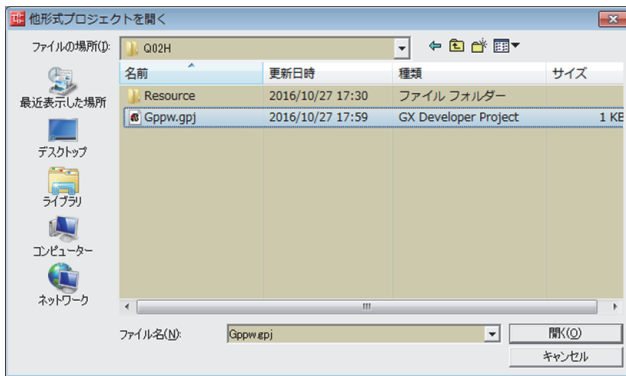 他形式プロジェクトを開く
ファイルの場所(I):
Q02H
名前 更新日時 種類 サイズ
Resource 2016/10/27 17:30 ファイル フォルダー
Gppw.gpj 2016/10/27 17:59 GX Developer Project 1 KB
最近表示した場所
デスクトップ
ライブラリ
コンピューター
ネットワーク
ファイル名(N): Gppw.gpj 開く(O)
キャンセル